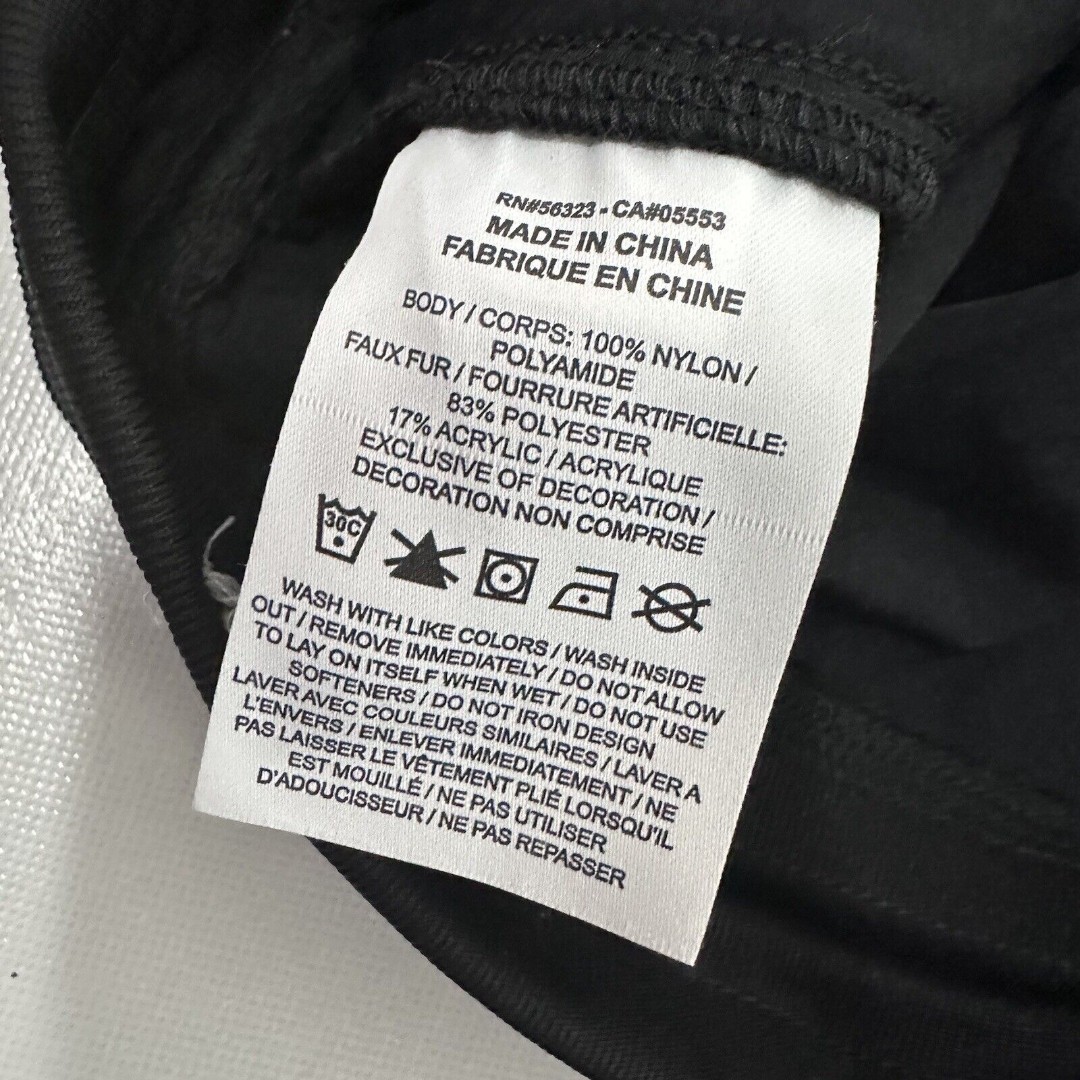 RN#56323 - CA#05553
MADE IN CHINA
FABRIQUE EN CHINE
BODY / CORPS: 100% NYLON /
POLYAMIDE
FAUX FUR / FOURRURE ARTIFICIELLE:
83% POLYESTER
17% ACRYLIC / ACRYLIQUE
EXCLUSIVE OF DECORATION /
DECORATION NON COMPRISE
30C
WASH WITH LIKE COLORS / WASH INSIDE
OUT / REMOVE IMMEDIATELY / DO NOT ALLOW
TO LAY ON ITSELF WHEN WET / DO NOT USE
SOFTENERS / DO NOT IRON DESIGN
LAVER AVEC COULEURS SIMILAIRES / LAVER A
L'ENVERS / ENLEVER IMMEDIATEMENT / NE
PAS LAISSER LE VÊTEMENT PLIÉ LORSQU'IL
EST MOUILLÉ / NE PAS UTILISER
D'ADOUCISSEUR / NE PAS REPASSER